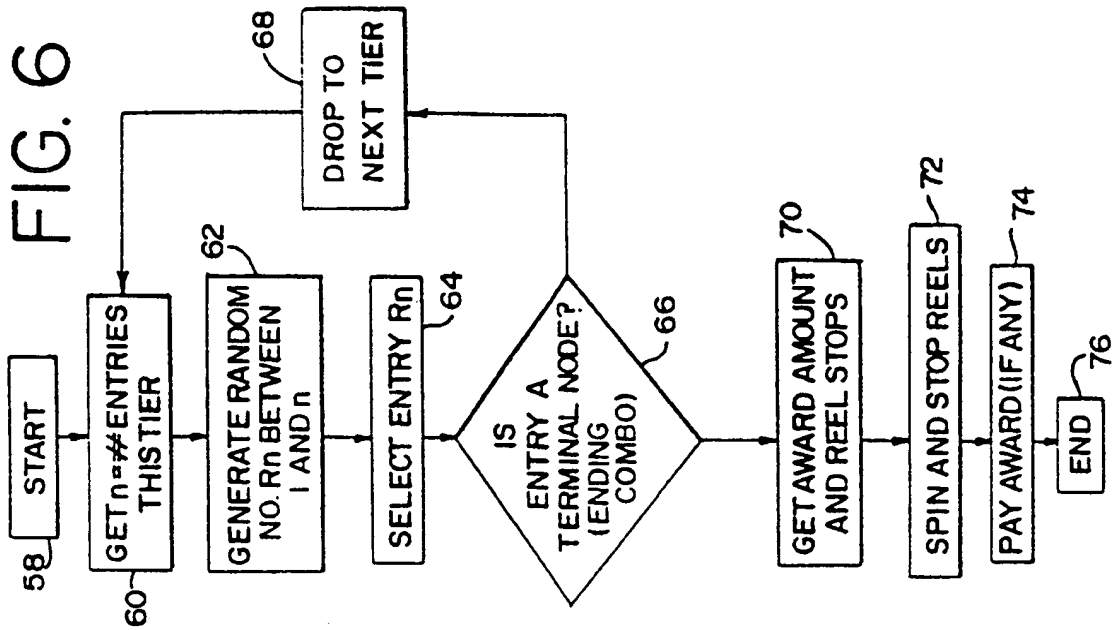 FIG. 6
START
58
GET n = # ENTRIES
THIS TIER
60
GENERATE RANDOM
NO. Rn BETWEEN
1 AND n
62
SELECT ENTRY Rn
64
IS
ENTRY A
TERMINAL NODE?
(ENDING
COMBO)
66
DROP TO
NEXT TIER
68
GET AWARD AMOUNT
AND REEL STOPS
70
SPIN AND STOP REELS
72
PAY AWARD (IF ANY)
74
END
76